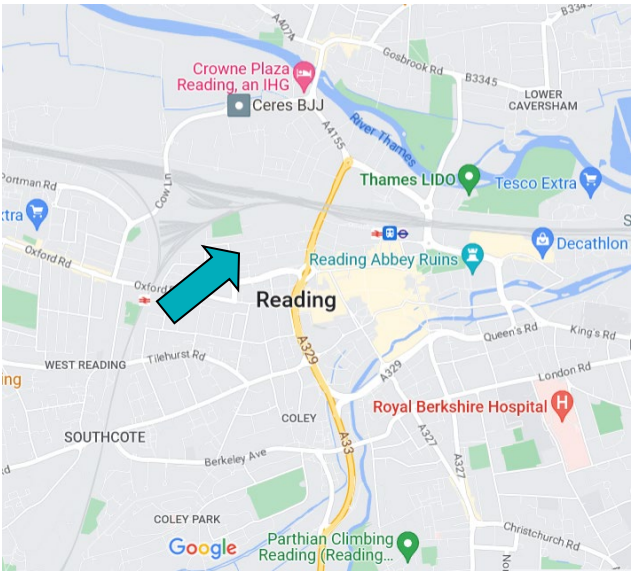 A4074
B3345
Gosbrook Rd
B3345
Crowne Plaza
Reading, an IHG
Ceres BJJ
LOWER
CAVERSHAM
A4155
River Thames
Portman Rd
Cow Ln
Thames LIDO
Tesco Extra
xtra
Oxford Rd
Decathlon
Reading Abbey Ruins
Oxford
Reading
Queen's Rd
King's Rd
A329
Tilehurst Rd
WEST READING
A329
London Rd
ing
Royal Berkshire Hospital
H
COLEY
SOUTHCOTE
A33
A327
A327
Berkeley Ave
COLEY PARK
Google
Parthian Climbing
Reading (Reading...
Christchurch Rd